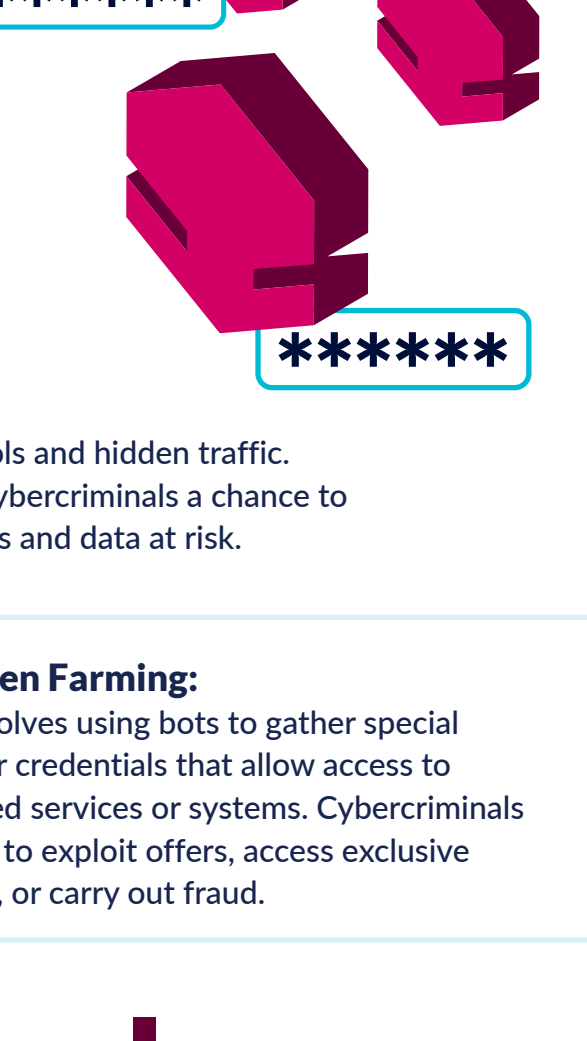 ******
ls and hidden traffic.
ybercriminals a chance to
s and data at risk.
en Farming:
olves using bots to gather special
r credentials that allow access to
ed services or systems. Cybercriminals
to exploit offers, access exclusive
, or carry out fraud.